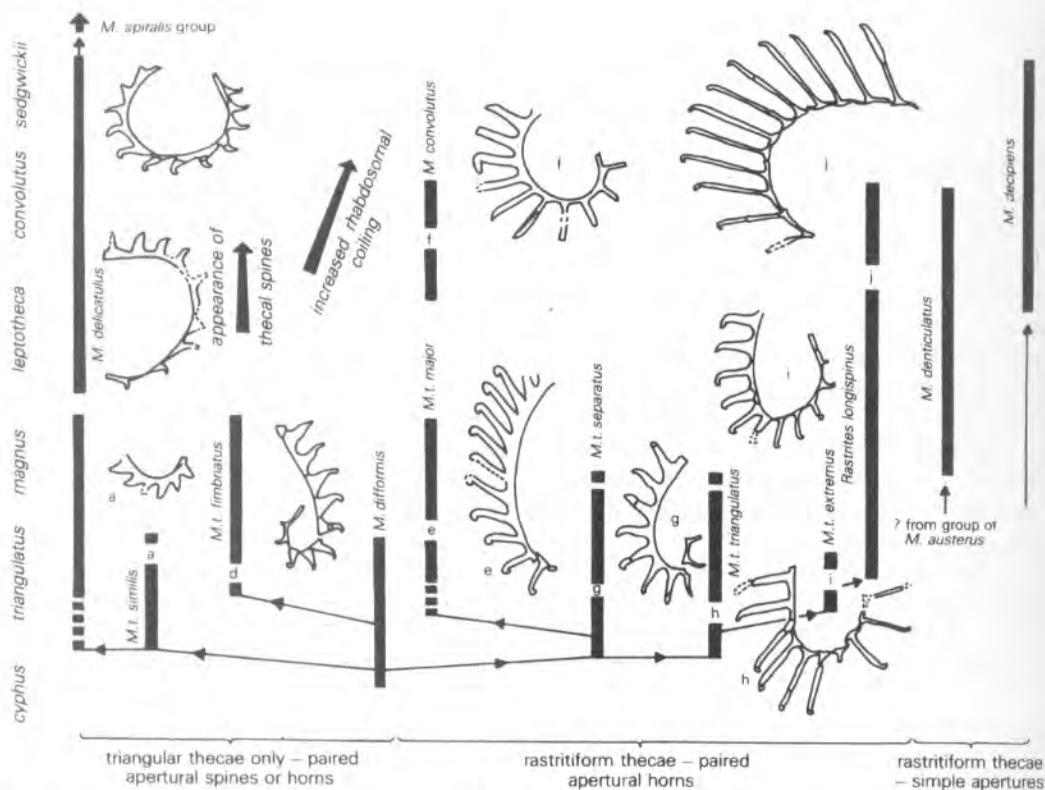 M. spiralis group
sedgwickii
convolutus
leptotheca
magnus
triangulatus
cyphus
M. delicatulus
appearance of
thecal spines
increased rhabdosomal
coiling
M. convolutus
f
j
M. decipiens
M. denticulatus
? from group of
M. austerus
a
a
M.t. similis
M.t. fimbriatus
d
M. difformis
M.t. major
e
e
M.t. separatus
g
g
M.t. triangulatus
h
h
M.t. extremus
i
i
Rastrites longispinus
j
triangular thecae only – paired
apertural spines or horns
rastritiform thecae – paired
apertural horns
rastritiform thecae
– simple apertures